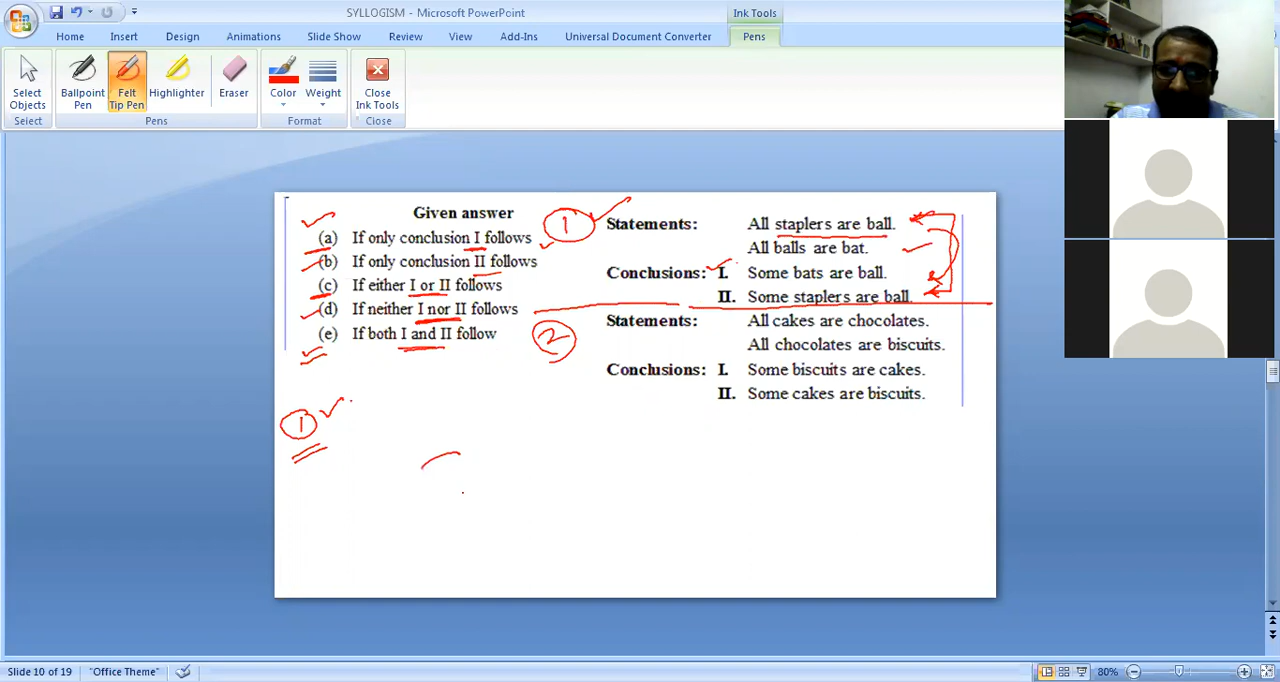 SYLLOGISM - Microsoft PowerPoint
Ink Tools
Home Insert Design Animations Slide Show Review View Add-Ins Universal Document Converter Pens
Select Objects
Ballpoint Pen
Felt Tip Pen
Highlighter
Eraser
Color
Weight
Close Ink Tools
Select Pens Format Close
Given answer
(a) If only conclusion I follows
(b) If only conclusion II follows
(c) If either I or II follows
(d) If neither I nor II follows
(e) If both I and II follow
1
Statements: All staplers are ball.
All balls are bat.
Conclusions: I. Some bats are ball.
II. Some staplers are ball.
2
Statements: All cakes are chocolates.
All chocolates are biscuits.
Conclusions: I. Some biscuits are cakes.
II. Some cakes are biscuits.
1
Slide 10 of 19 "Office Theme" 80%